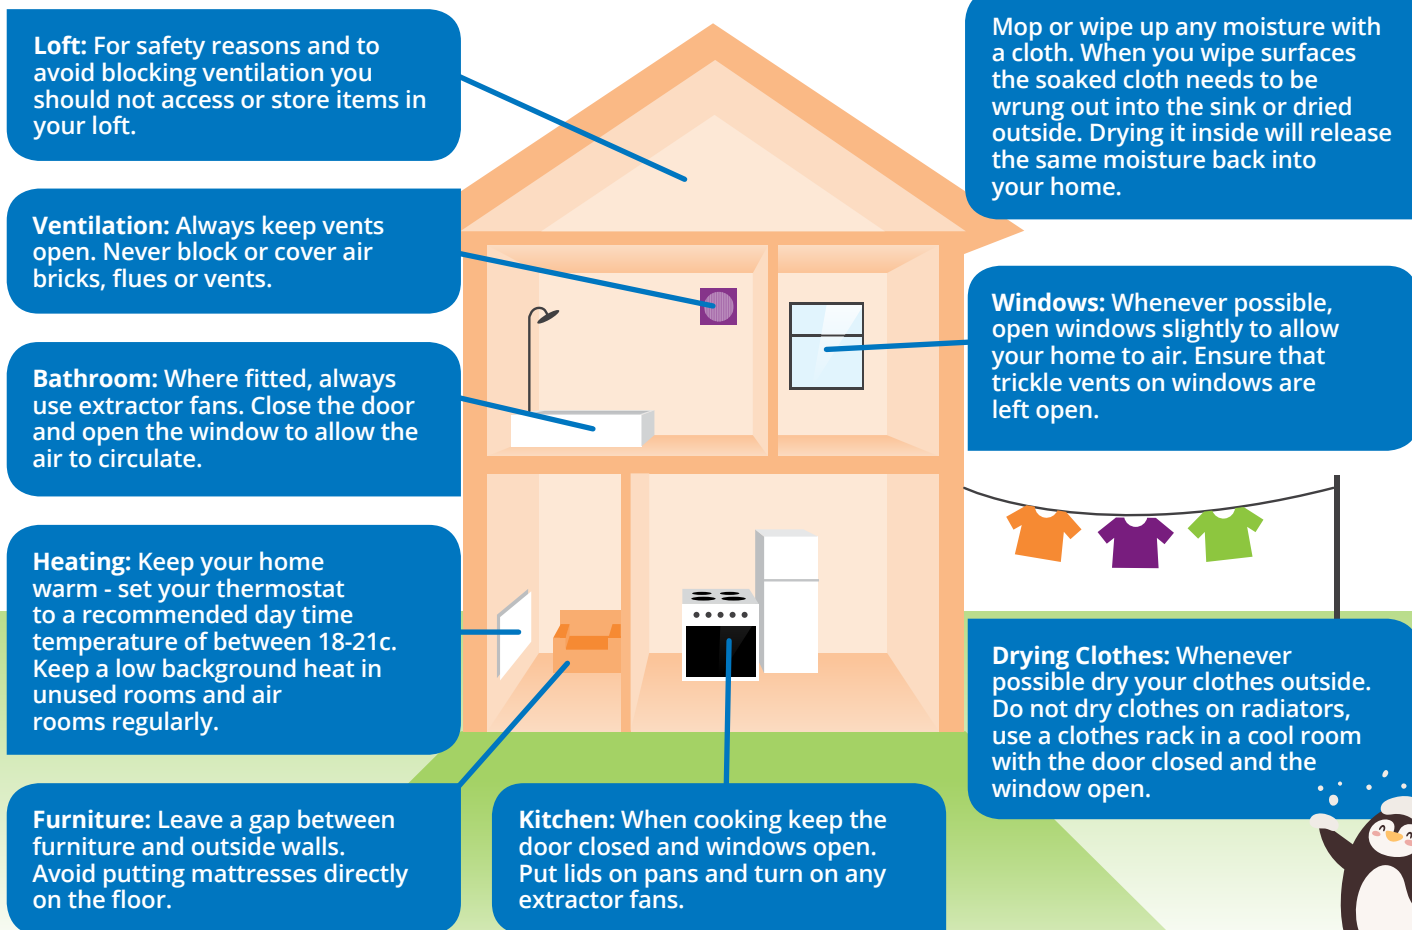 Loft: For safety reasons and to
avoid blocking ventilation you
should not access or store items in
your loft.
Ventilation: Always keep vents
open. Never block or cover air
bricks, flues or vents.
Bathroom: Where fitted, always
use extractor fans. Close the door
and open the window to allow the
air to circulate.
Heating: Keep your home
warm - set your thermostat
to a recommended day time
temperature of between 18-21c.
Keep a low background heat in
unused rooms and air
rooms regularly.
Furniture: Leave a gap between
furniture and outside walls.
Avoid putting mattresses directly
on the floor.
Kitchen: When cooking keep the
door closed and windows open.
Put lids on pans and turn on any
extractor fans.
Mop or wipe up any moisture with
a cloth. When you wipe surfaces
the soaked cloth needs to be
wrung out into the sink or dried
outside. Drying it inside will release
the same moisture back into
your home.
Windows: Whenever possible,
open windows slightly to allow
your home to air. Ensure that
trickle vents on windows are
left open.
Drying Clothes: Whenever
possible dry your clothes outside.
Do not dry clothes on radiators,
use a clothes rack in a cool room
with the door closed and the
window open.